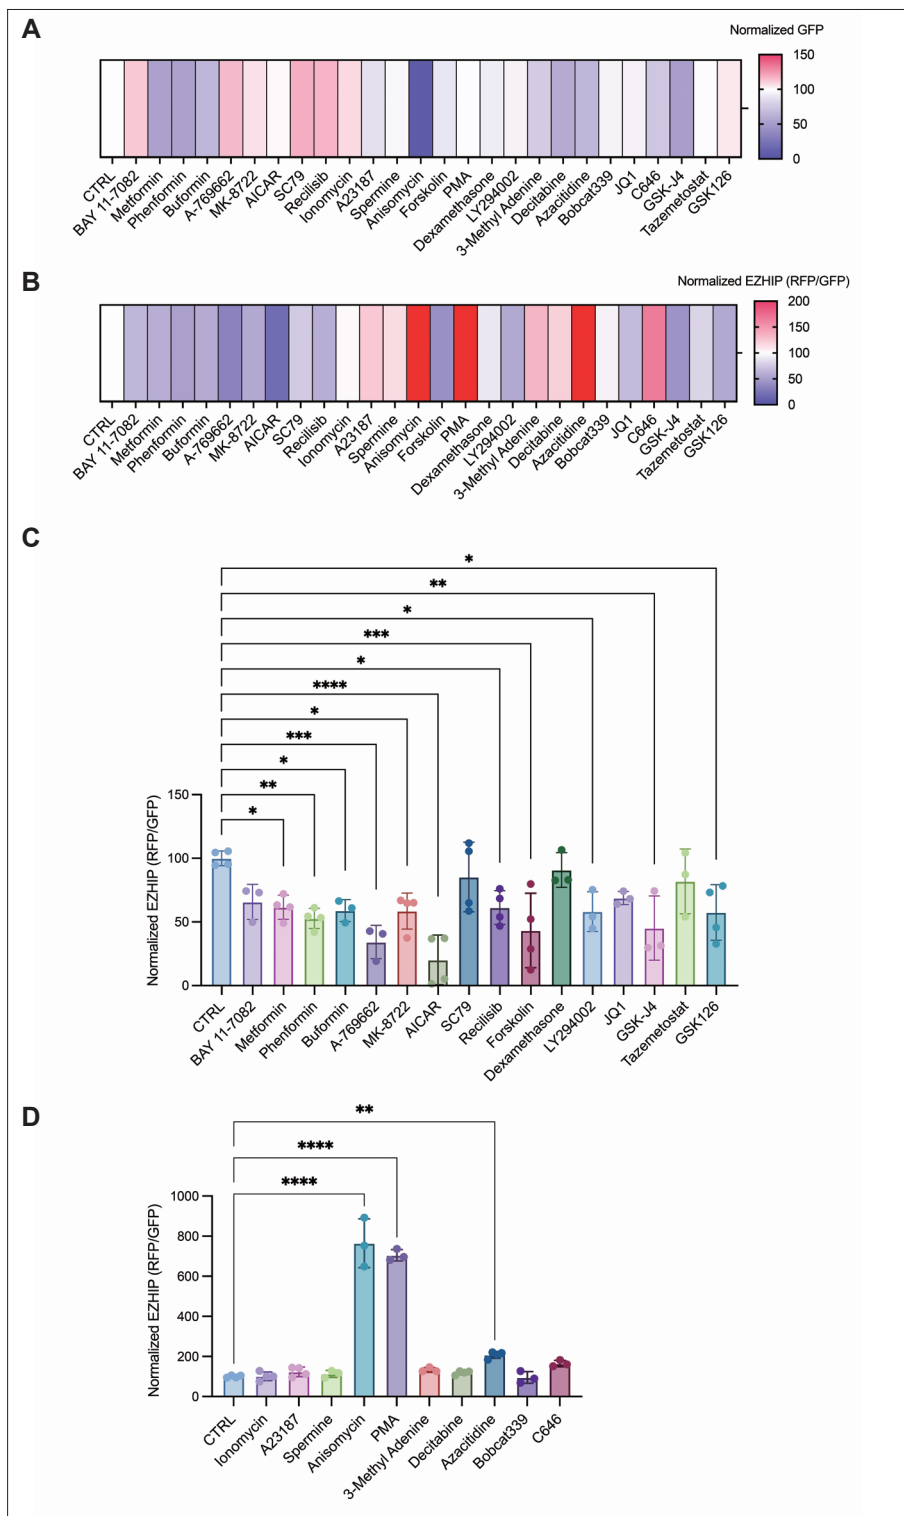 A
Normalized GFP
150
100
50
0
CTRL
BAY 11-7082
Metformin
Phenformin
Buformin
A-769662
MK-8722
AICAR
SC79
Recilisib
Ionomycin
A23187
Spermine
Anisomycin
Forskolin
PMA
Dexamethasone
LY294002
3-Methyl Adenine
Decitabine
Azacitidine
Bobcat339
JQ1
C646
GSK-J4
Tazemetostat
GSK126
B
Normalized EZHIP (RFP/GFP)
200
150
100
50
0
CTRL
BAY 11-7082
Metformin
Phenformin
Buformin
A-769662
MK-8722
AICAR
SC79
Recilisib
Ionomycin
A23187
Spermine
Anisomycin
Forskolin
PMA
Dexamethasone
LY294002
3-Methyl Adenine
Decitabine
Azacitidine
Bobcat339
JQ1
C646
GSK-J4
Tazemetostat
GSK126
C
*
**
*
***
*
****
*
***
*
**
*
Normalized EZHIP (RFP/GFP)
150
100
50
0
CTRL
BAY 11-7082
Metformin
Phenformin
Buformin
A-769662
MK-8722
AICAR
SC79
Recilisib
Forskolin
Dexamethasone
LY294002
JQ1
GSK-J4
Tazemetostat
GSK126
D
**
****
****
Normalized EZHIP (RFP/GFP)
1000
800
600
400
200
0
CTRL
Ionomycin
A23187
Spermine
Anisomycin
PMA
3-Methyl Adenine
Decitabine
Azacitidine
Bobcat339
C646